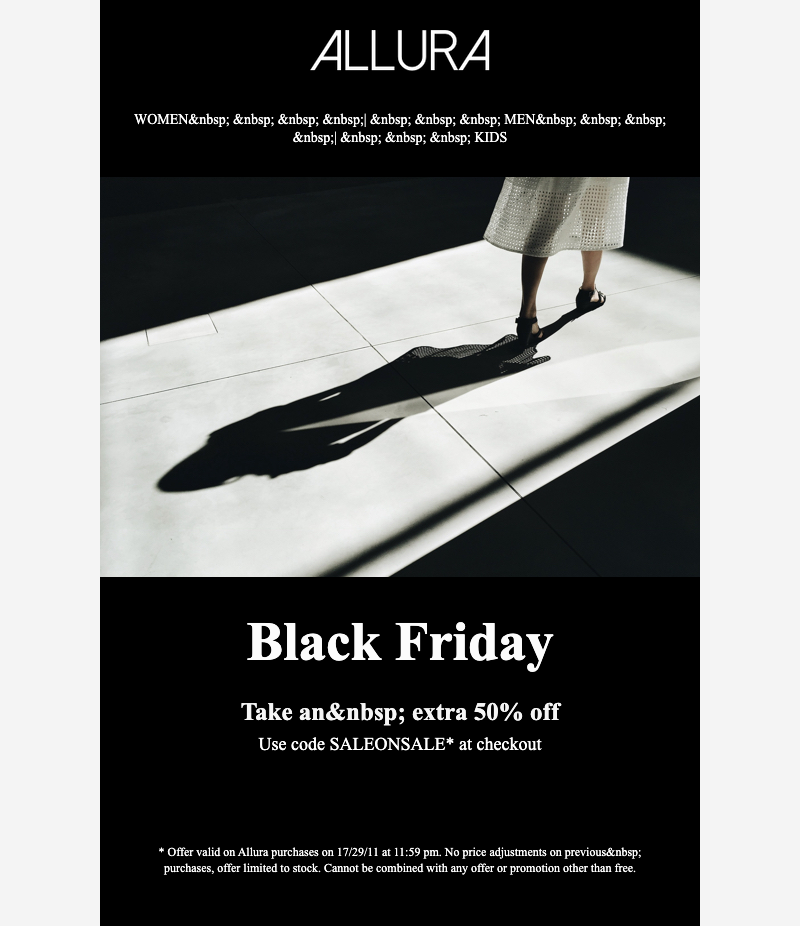 ALLURA
WOMEN&nbsp; &nbsp; &nbsp; &nbsp;| &nbsp; &nbsp; &nbsp; MEN&nbsp; &nbsp; &nbsp;
&nbsp;| &nbsp; &nbsp; &nbsp; KIDS
Black Friday
Take an&nbsp; extra 50% off
Use code SALEONSALE* at checkout
* Offer valid on Allura purchases on 17/29/11 at 11:59 pm. No price adjustments on previous&nbsp;
purchases, offer limited to stock. Cannot be combined with any offer or promotion other than free.